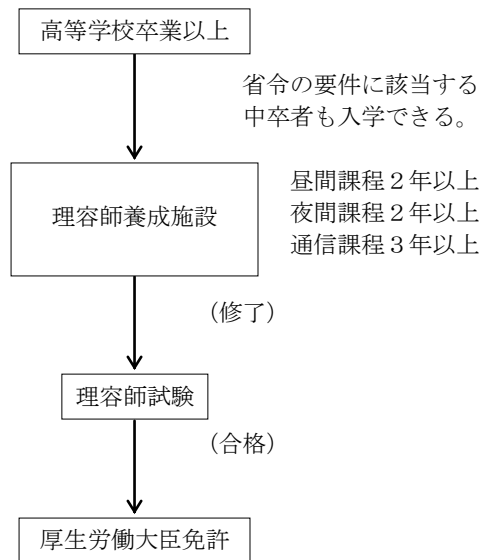 高等学校卒業以上
省令の要件に該当する
中卒者も入学できる。
理容師養成施設
昼間課程２年以上
夜間課程２年以上
通信課程３年以上
（修了）
理容師試験
（合格）
厚生労働大臣免許